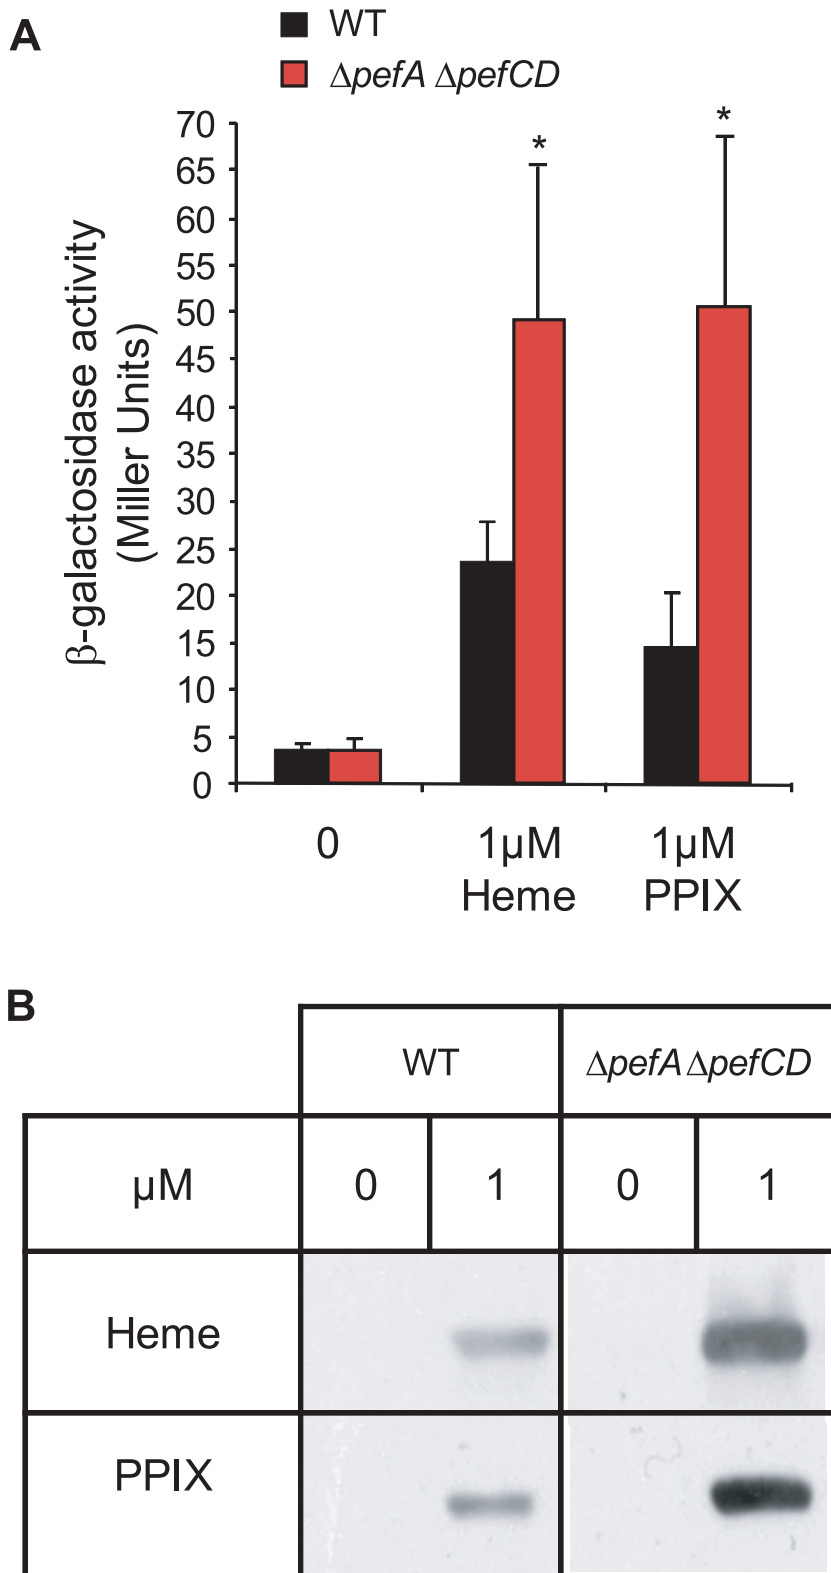 A
WT
ΔpefA ΔpefCD
β-galactosidase activity
(Miller Units)
70
65
60
55
50
45
40
35
30
25
20
15
10
5
0
*
*
0
1µM
Heme
1µM
PPIX
B
WT
ΔpefA ΔpefCD
µM
0
1
0
1
Heme
PPIX